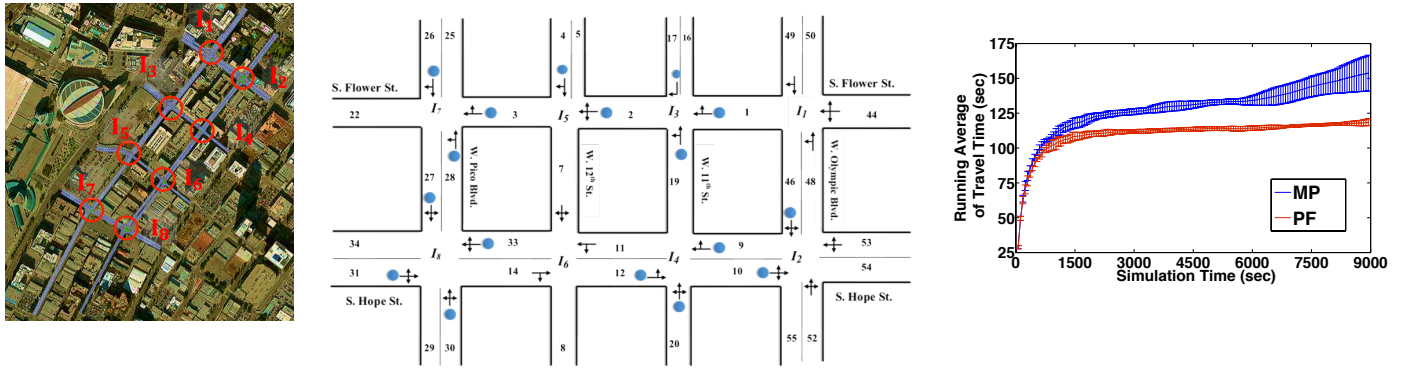 I1
I2
I3
I4
I5
I6
I7
I8
26 25 4 5 17 16 49 50
S. Flower St. S. Flower St.
22 I7 3 I5 2 I3 1 I1 44
27 28 W. Pico Blvd. 7 W. 12th St. 19 W. 11th St. 46 48 W. Olympic Blvd.
34 I8 33 11 9 53
I6 I4 I2
31 14 12 10 54
S. Hope St. S. Hope St.
29 30 8 20 55 52
Running Average
of Travel Time (sec)
175
150
125
100
75
50
25
0 1500 3000 4500 6000 7500 9000
Simulation Time (sec)
MP
PF